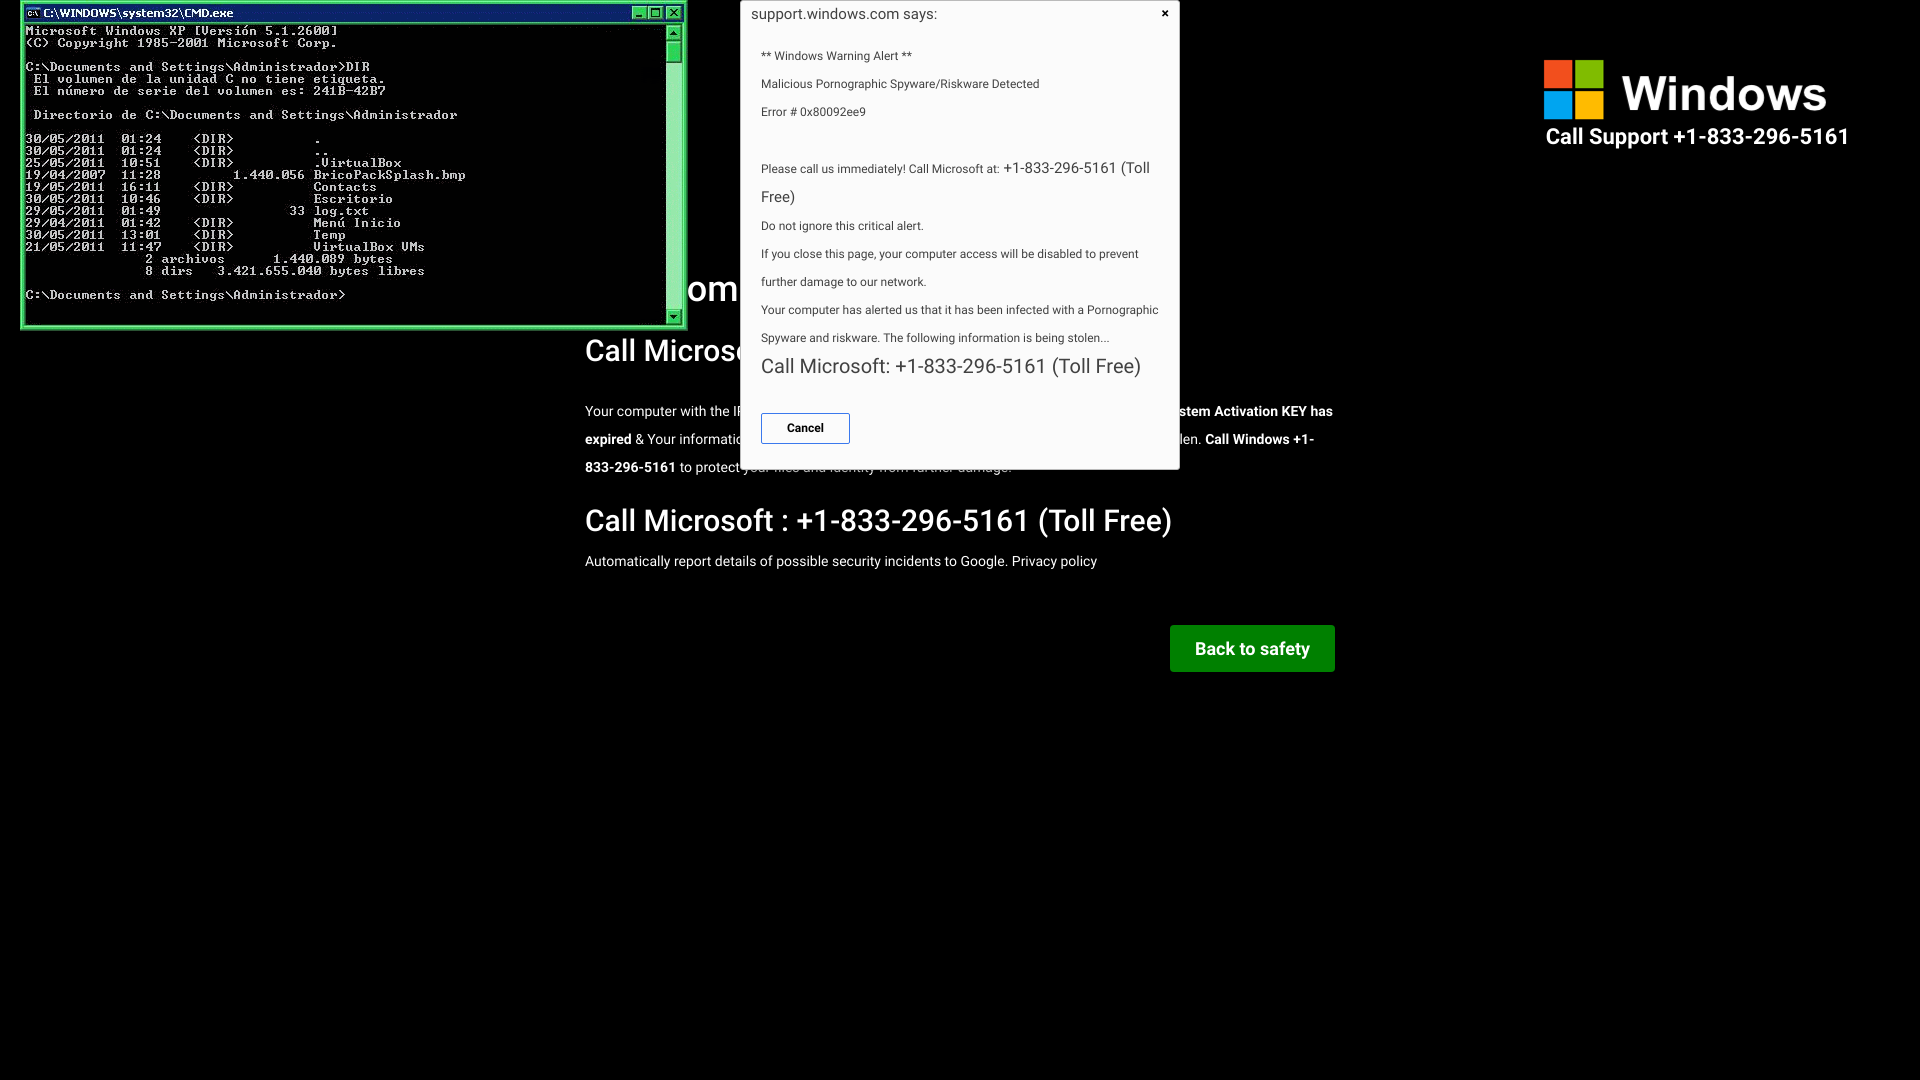 C:\WINDOWS\system32\CMD.exe
Microsoft Windows XP [Versión 5.1.2600]
(C) Copyright 1985-2001 Microsoft Corp.
C:\Documents and Settings\Administrador>DIR
El volumen de la unidad C no tiene etiqueta.
El número de serie del volumen es: 241B-42B7
Directorio de C:\Documents and Settings\Administrador
30/05/2011 01:24 <DIR> .
30/05/2011 01:24 <DIR> ..
25/05/2011 10:51 <DIR> .VirtualBox
19/04/2007 11:28 1.440.056 BricoPackSplash.bmp
19/05/2011 16:11 <DIR> Contacts
30/05/2011 10:46 <DIR> Escritorio
29/05/2011 01:49 33 log.txt
29/04/2011 01:42 <DIR> Menú Inicio
30/05/2011 13:01 <DIR> Temp
21/05/2011 11:47 <DIR> VirtualBox VMs
2 archivos 1.440.089 bytes
8 dirs 3.421.655.040 bytes libres
C:\Documents and Settings\Administrador>
support.windows.com says:
×
** Windows Warning Alert **
Malicious Pornographic Spyware/Riskware Detected
Error # 0x80092ee9
Please call us immediately! Call Microsoft at: +1-833-296-5161 (Toll
Free)
Do not ignore this critical alert.
If you close this page, your computer access will be disabled to prevent
further damage to our network.
Your computer has alerted us that it has been infected with a Pornographic
Spyware and riskware. The following information is being stolen...
Call Microsoft: +1-833-296-5161 (Toll Free)
Cancel
Windows
Call Support +1-833-296-5161
Call
Your computer with the Activation KEY has
expired & Your Call Windows +1-
833-296-5161 to protect your files and identity from further damage.
Call Microsoft : +1-833-296-5161 (Toll Free)
Automatically report details of possible security incidents to Google. Privacy policy
Back to safety